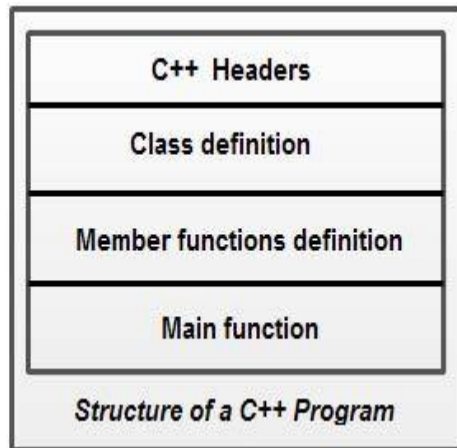 C++ Headers
Class definition
Member functions definition
Main function
Structure of a C++ Program